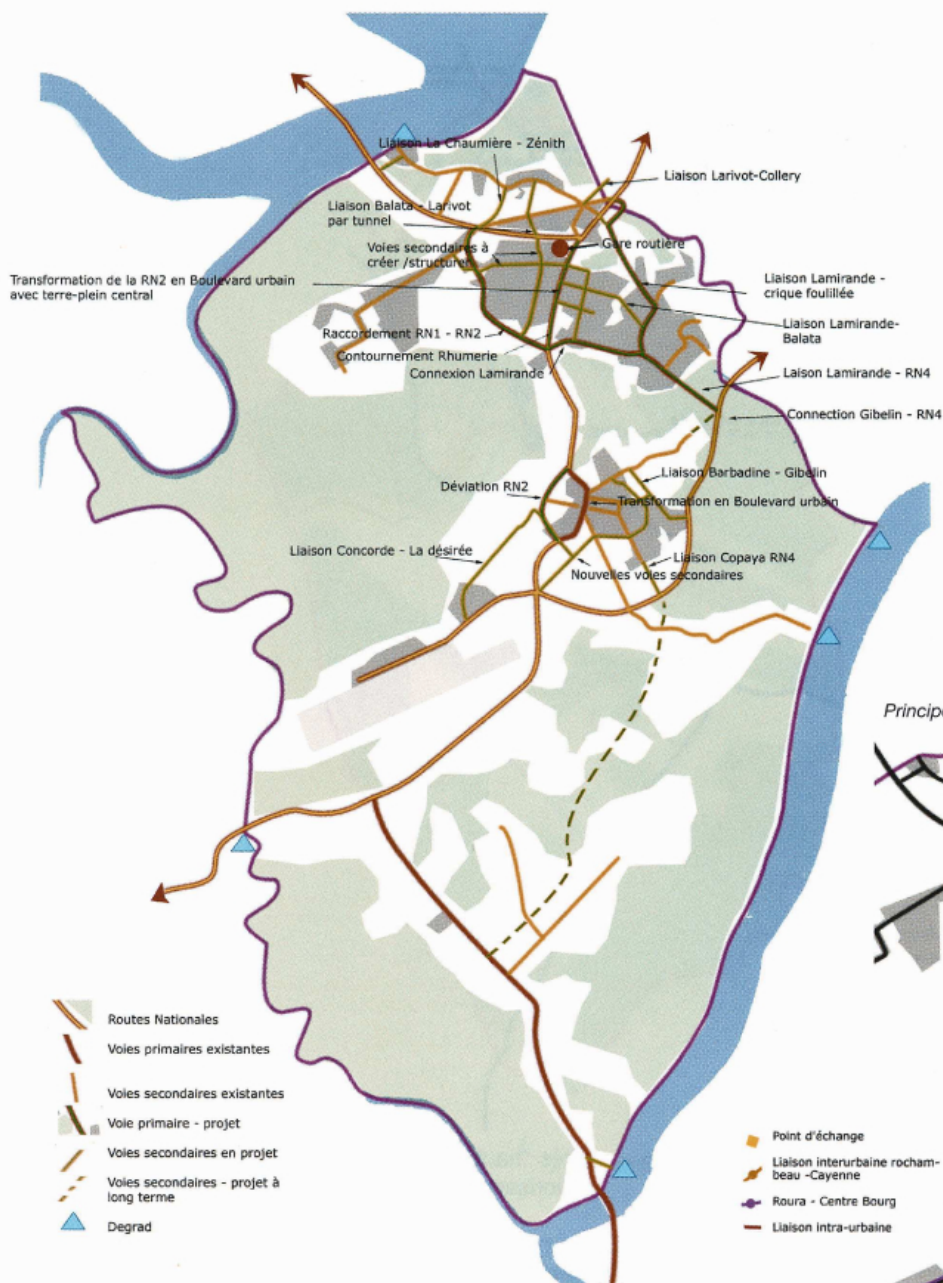 Liaison La Chaumière - Zénith
Liaison Larivot-Collery
Liaison Balata - Larivot
par tunnel
Voies secondaires à
créer /structurer
Gare routière
Transformation de la RN2 en Boulevard urbain
avec terre-plein central
Liaison Lamirande -
crique fouillée
Raccordement RN1 - RN2
Liaison Lamirande-
Balata
Contournement Rhumerie
Connexion Lamirande
Laison Lamirande - RN4
Connection Gibelin - RN4
Liaison Barbadine - Gibelin
Déviation RN2
Transformation en Boulevard urbain
Liaison Concorde - La désirée
Liaison Copaya RN4
Nouvelles voies secondaires
Routes Nationales
Voies primaires existantes
Voies secondaires existantes
Voie primaire - projet
Voies secondaires en projet
Voies secondaires - projet à
long terme
Degrad
Point d'échange
Liaison interurbaine rocham-
beau -Cayenne
Roura - Centre Bourg
Liaison intra-urbaine